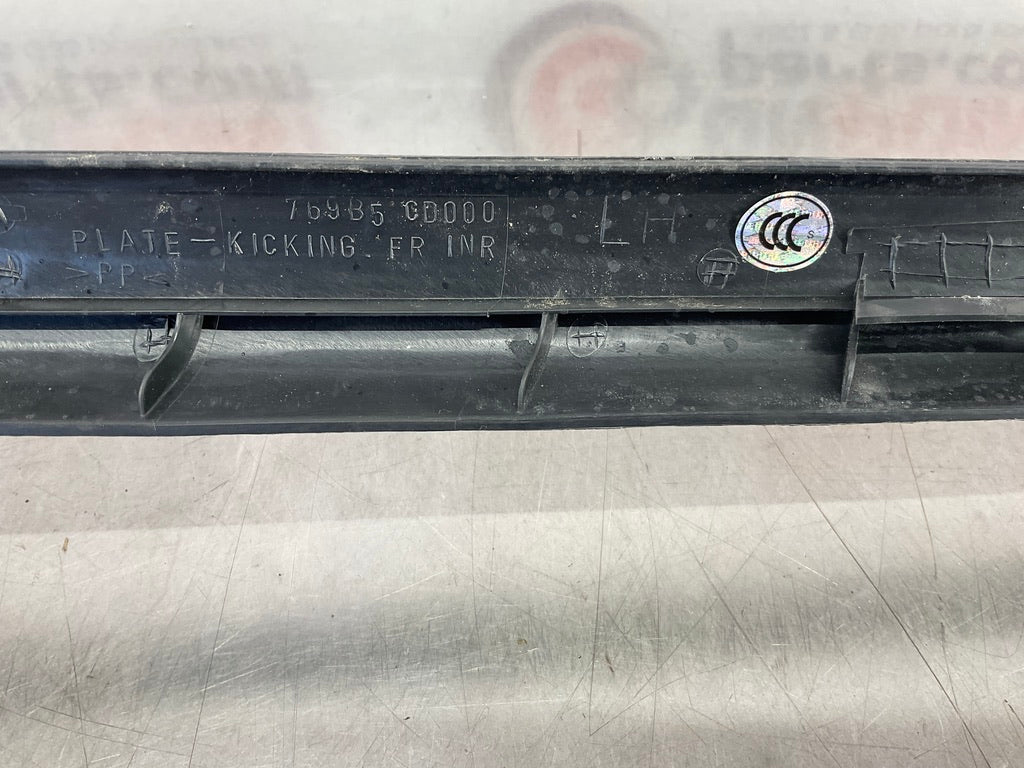 769B5 CD000
PLATE-KICKING. FR INR
>PP<
LH
CCC
S